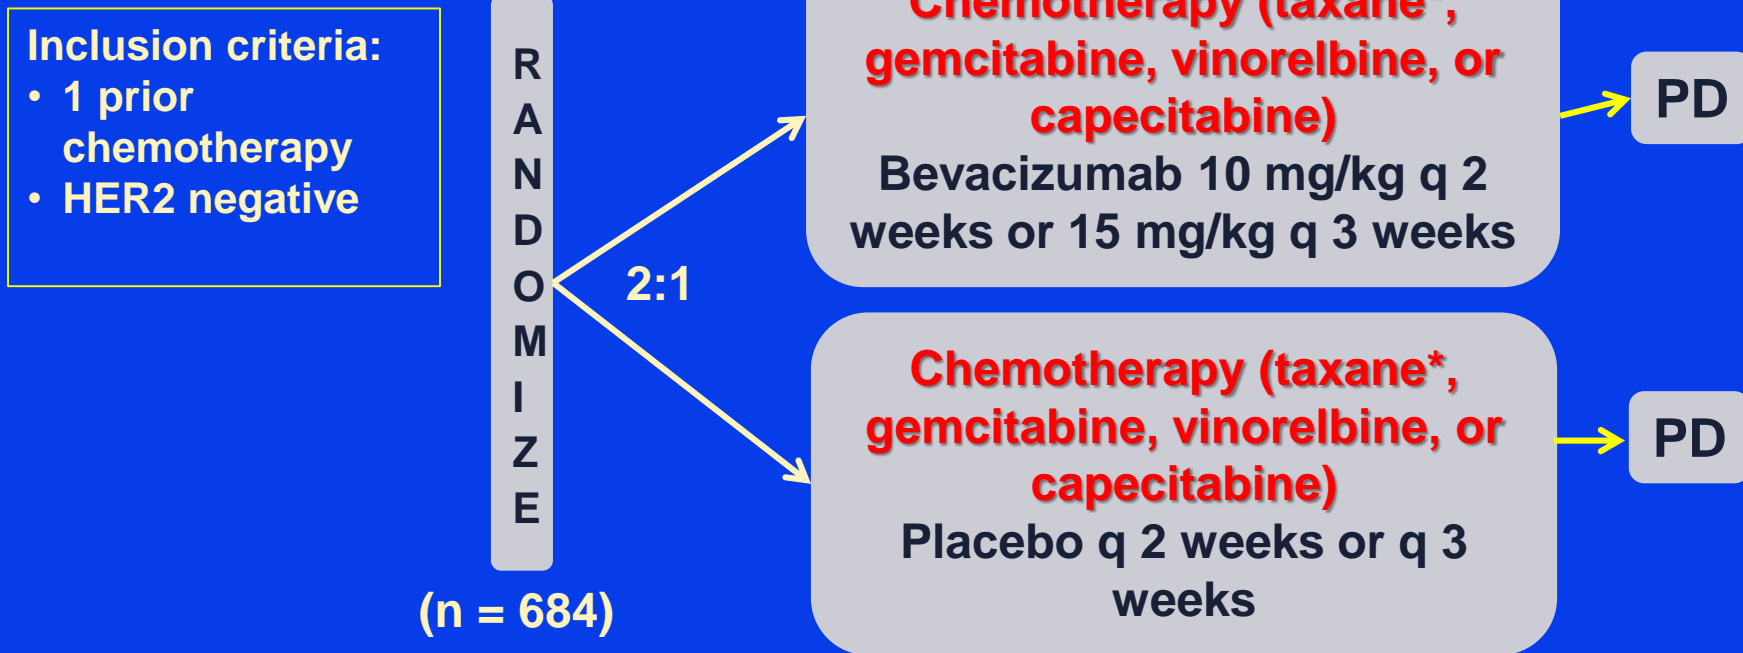 Inclusion criteria:
• 1 prior
chemotherapy
• HER2 negative
R
A
N
D
O
M
I
Z
E
(n = 684)
2:1
Chemotherapy (taxane*,
gemcitabine, vinorelbine, or
capecitabine)
Bevacizumab 10 mg/kg q 2
weeks or 15 mg/kg q 3 weeks
PD
Chemotherapy (taxane*,
gemcitabine, vinorelbine, or
capecitabine)
Placebo q 2 weeks or q 3
weeks
PD